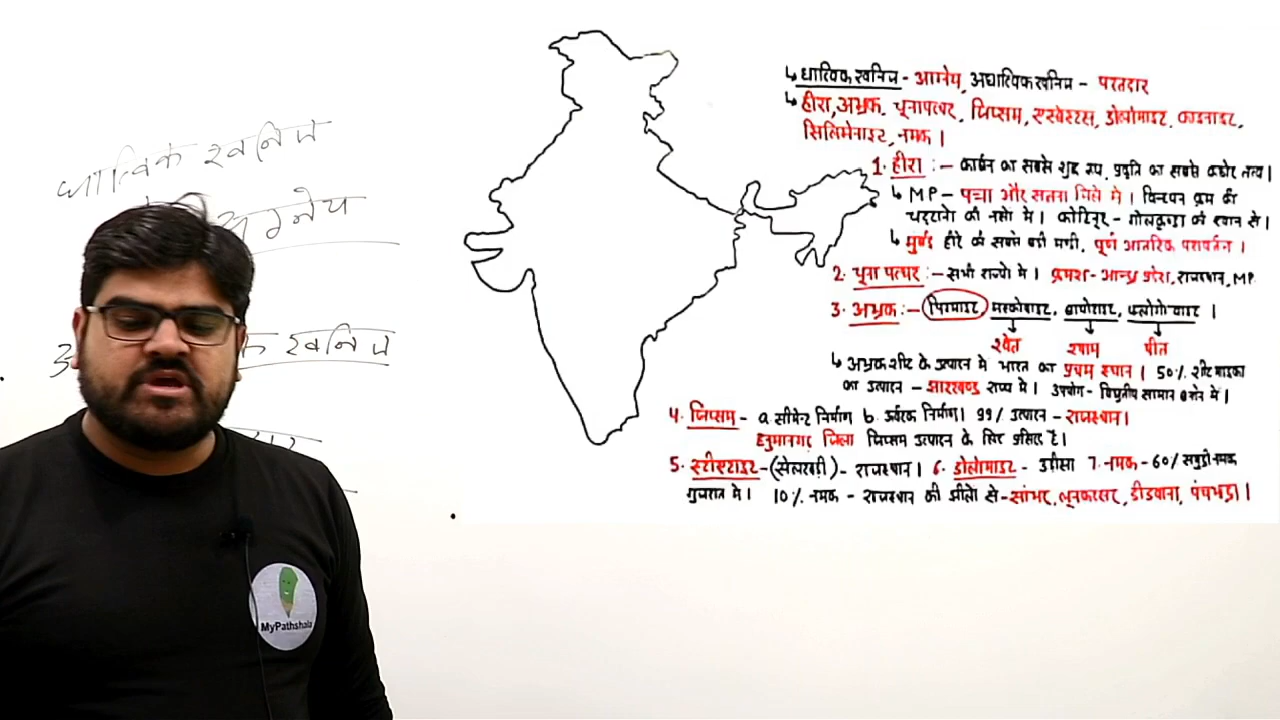 धात्विक खनिज
आग्नेय
खनिज
↳ धात्विक खनिज - आग्नेय, अधात्विक खनिज - परतदार
↳ हीरा, अभ्रक, चूनापत्थर, जिप्सम, एस्बेस्टस, डोलोमाइट, काइनाइट,
सिलिमेनाइट, नमक ।
1. हीरा :- कार्बन का सबसे शुद्ध रूप, प्रकृति का सबसे कठोर तत्व ।
↳ MP - पन्ना और सतना जिले में । विन्ध्यन क्रम की
चट्टानों की नसों में । कोहिनूर - गोलकुण्डा की खान से ।
↳ मुंबई हीरे की सबसे बड़ी मण्डी, पूर्ण आंतरिक परावर्तन ।
2. चूना पत्थर :- सभी राज्यों में । क्रमशः - आन्ध्र प्रदेश, राजस्थान, MP
3. अभ्रक :- मस्कोवाइट, बायोटाइट, फ्लोगोपाइट ।
श्वेत श्याम पीत
↳ अभ्रक शीट के उत्पादन में भारत का प्रथम स्थान । 50% शीट माइका
का उत्पादन - झारखण्ड राज्य में । उपयोग - विद्युतीय सामान बनाने में ।
4. जिप्सम - a. सीमेन्ट निर्माण b. उर्वरक निर्माण । 99% उत्पादन - राजस्थान ।
हनुमानगढ़ जिला जिप्सम उत्पादन के लिए प्रसिद्ध है ।
5. स्टीएटाइट - (सेलखड़ी) - राजस्थान । 6. डोलोमाइट - उड़ीसा 7. नमक - 60% समुद्री नमक
गुजरात में । 10% नमक - राजस्थान की झीलों से - सांभर, लूनकरसर, डीडवाना, पंचभद्रा ।
MyPathshala